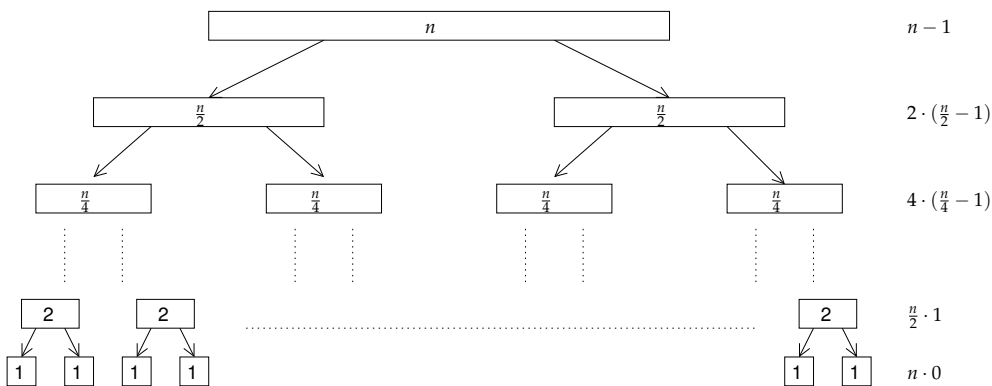 n n − 1
n/2 n/2 2 · (n/2 − 1)
n/4 n/4 n/4 n/4 4 · (n/4 − 1)
2 2 2 n/2 · 1
1 1 1 1 1 1 n · 0